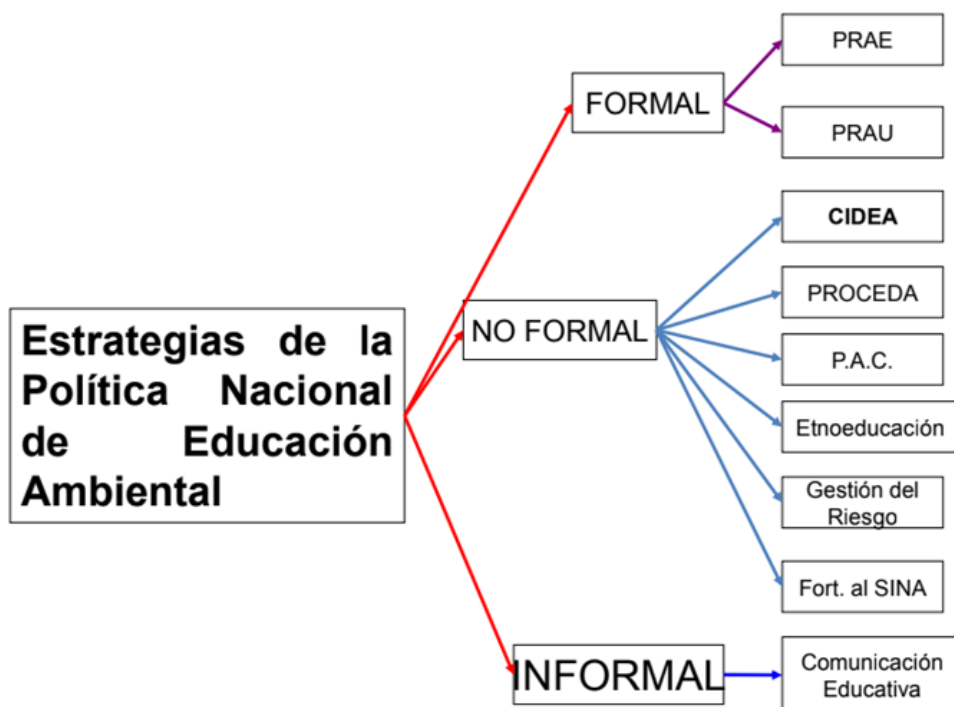 Estrategias de la
Política Nacional
de Educación
Ambiental
FORMAL
PRAE
PRAU
NO FORMAL
CIDEA
PROCEDA
P.A.C.
Etnoeducación
Gestión del
Riesgo
Fort. al SINA
INFORMAL
Comunicación
Educativa